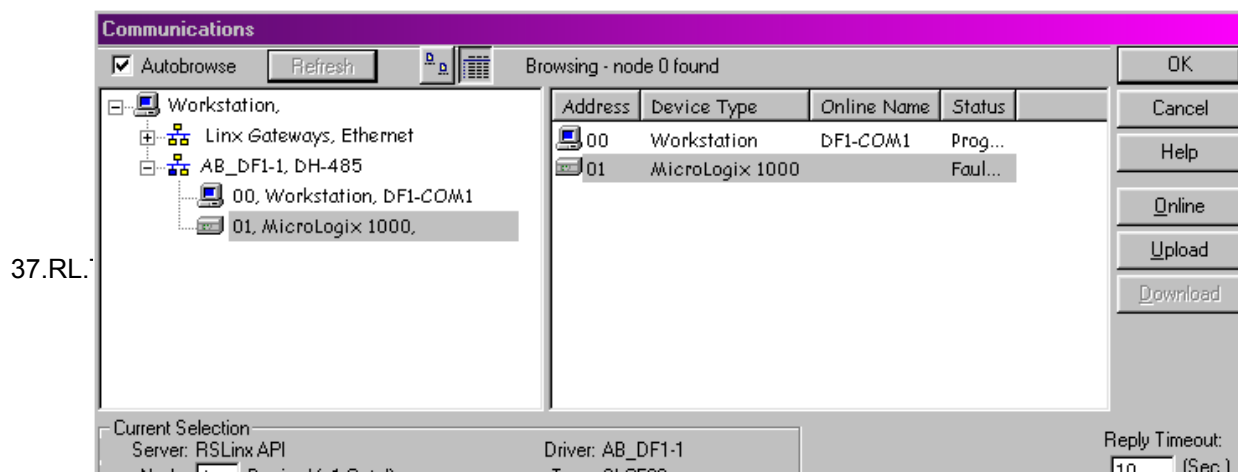 Communications
Autobrowse Refresh Browsing - node 0 found
OK
Cancel
Help
Online
Upload
Download
Workstation,
Linx Gateways, Ethernet
AB_DF1-1, DH-485
00, Workstation, DF1-COM1
01, MicroLogix 1000,
Address Device Type Online Name Status
00 Workstation DF1-COM1 Prog...
01 MicroLogix 1000 Faul...
37.RL.
Current Selection
Server: RSLinx API Driver: AB_DF1-1
Reply Timeout:
10 (Sec.)